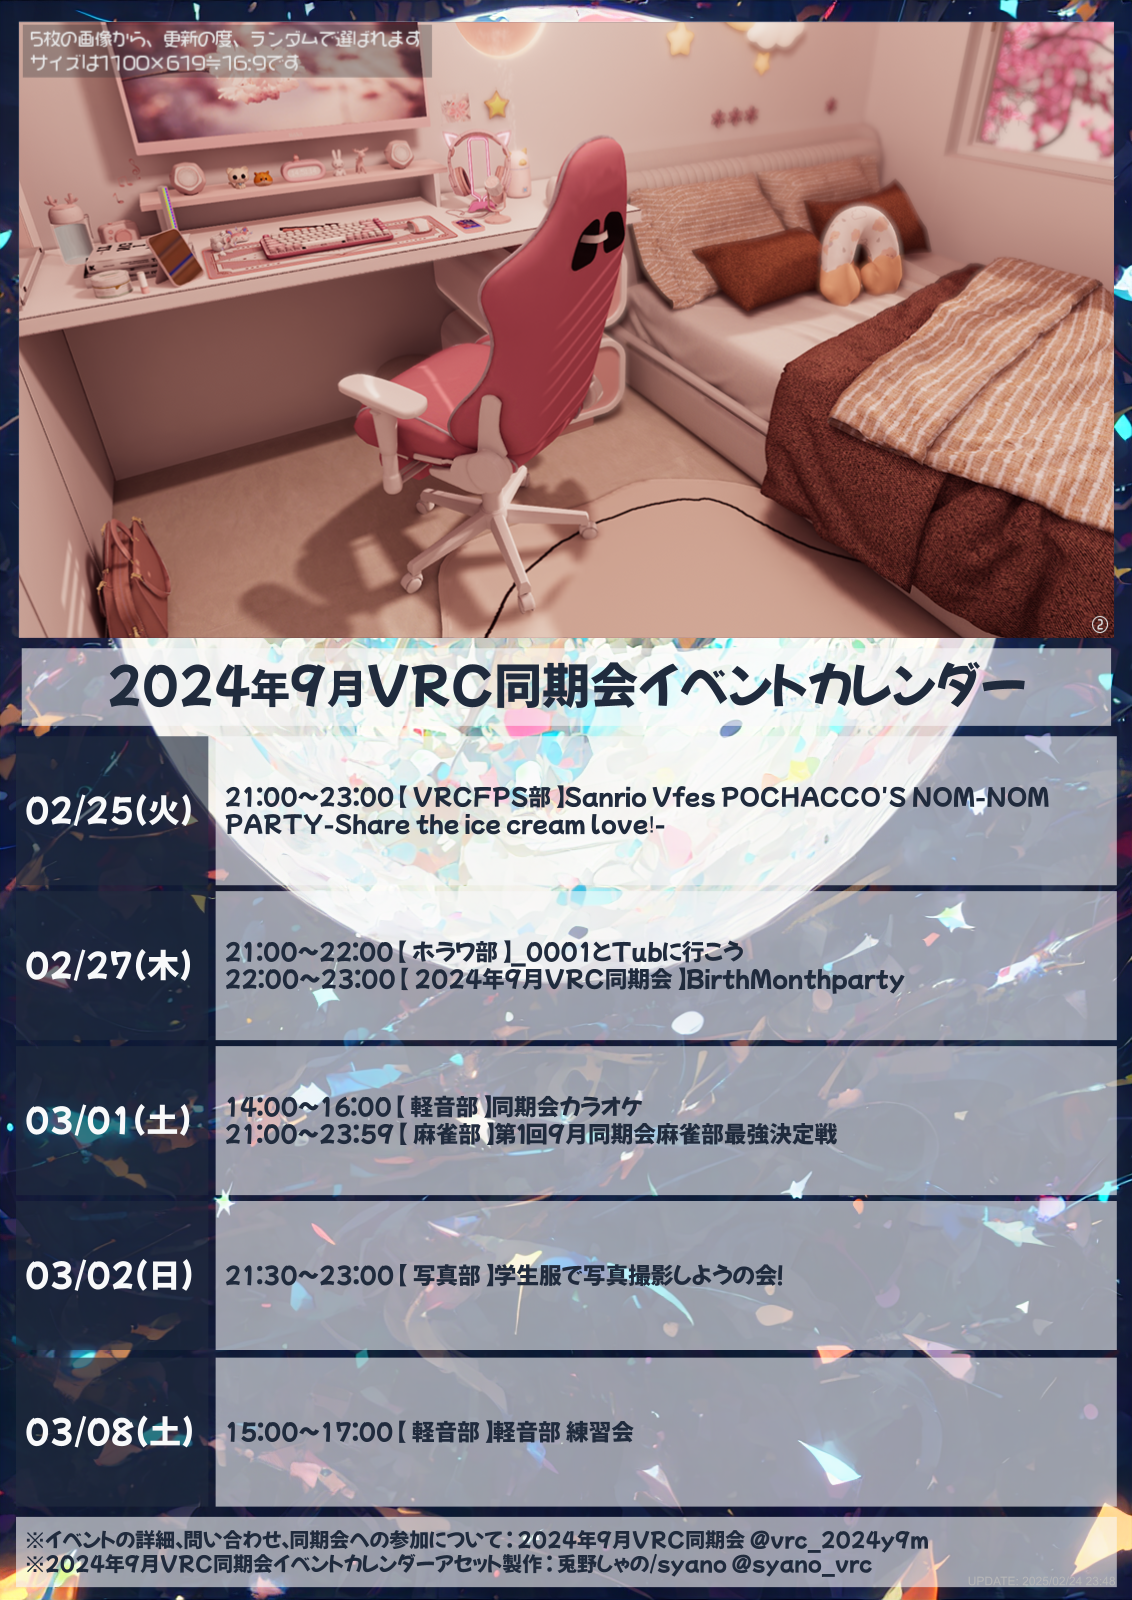 5枚の画像から、更新の度、ランダムで選ばれます
サイズは1100×619≒16:9です
②
2024年9月VRC同期会イベントカレンダー
02/25(火)
21:00～23:00【 VRCFPS部 】Sanrio Vfes POCHACCO'S NOM-NOM
PARTY-Share the ice cream love!-
02/27(木)
21:00～22:00【 ホラワ部 】_0001とTubに行こう
22:00～23:00【 2024年9月VRC同期会 】BirthMonthparty
03/01(土)
14:00～16:00【 軽音部 】同期会カラオケ
21:00～23:59【 麻雀部 】第1回9月同期会麻雀部最強決定戦
03/02(日)
21:30～23:00【 写真部 】学生服で写真撮影しようの会!
03/08(土)
15:00～17:00【 軽音部 】軽音部 練習会
※イベントの詳細、問い合わせ、同期会への参加について：2024年9月VRC同期会 @vrc_2024y9m
※2024年9月VRC同期会イベントカレンダーアセット製作：兎野しゃの/syano @syano_vrc
UPDATE: 2025/02/24 23:48